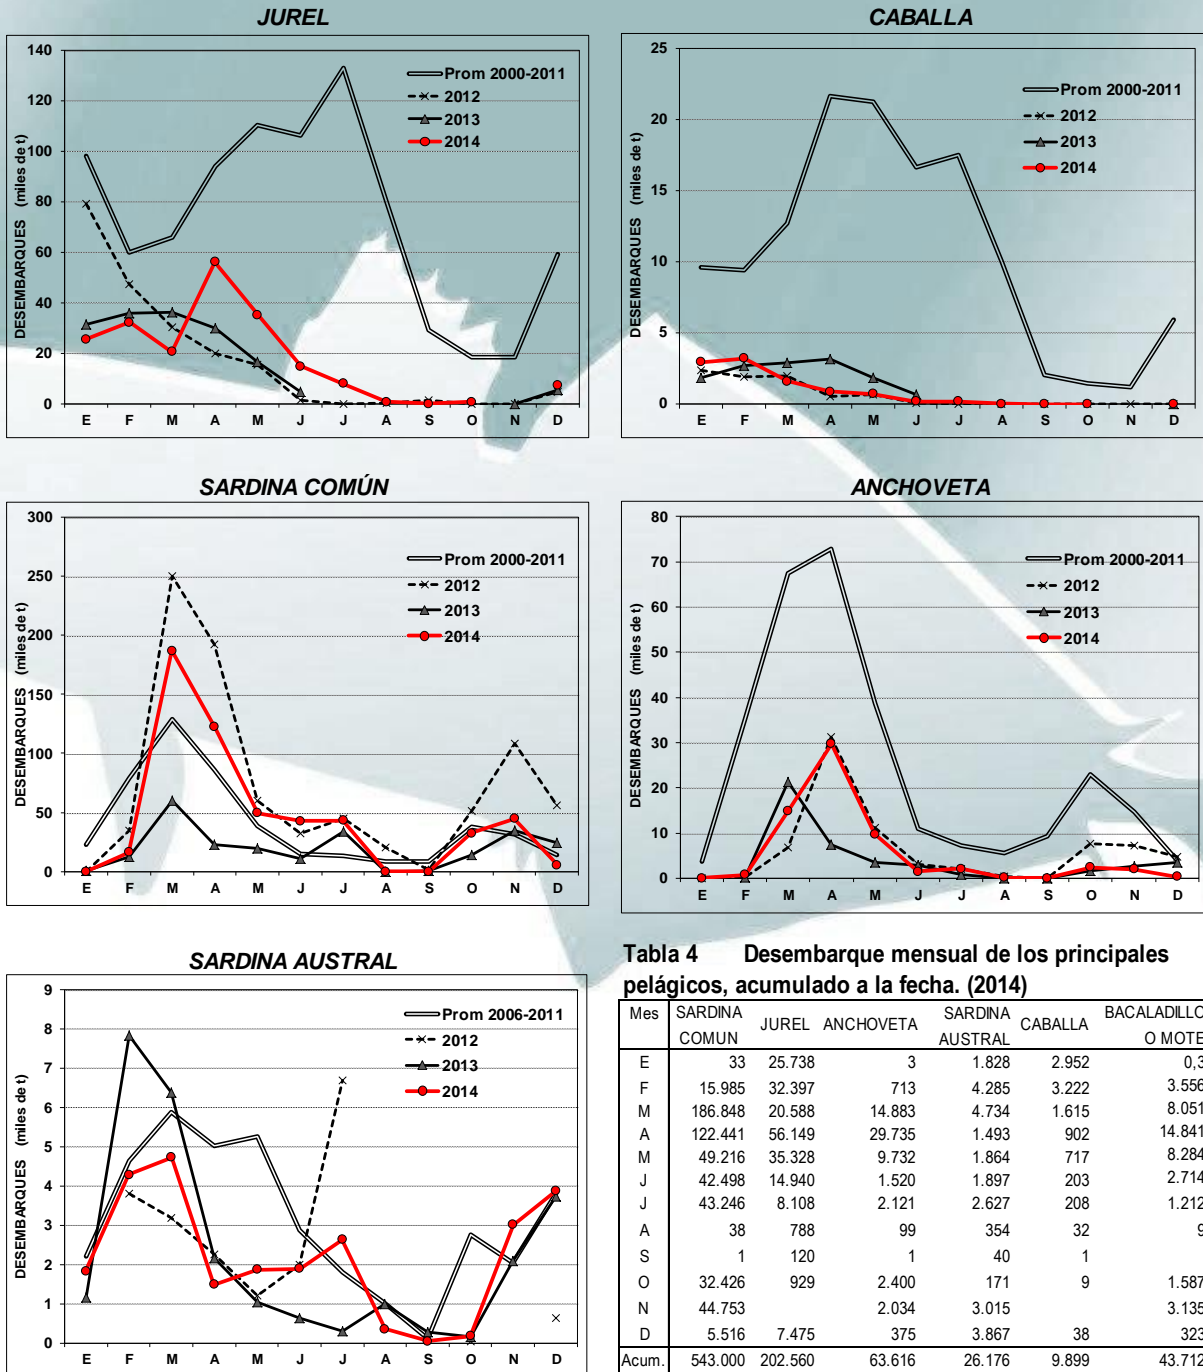 JUREL
DESEMBARQUES (miles de t)
140
120
100
80
60
40
20
0
E F M A M J J A S O N D
Prom 2000-2011
2012
2013
2014
CABALLA
DESEMBARQUES (miles de t)
25
20
15
10
5
0
E F M A M J J A S O N D
Prom 2000-2011
2012
2013
2014
SARDINA COMÚN
DESEMBARQUES (miles de t)
300
250
200
150
100
50
0
E F M A M J J A S O N D
Prom 2000-2011
2012
2013
2014
ANCHOVETA
DESEMBARQUES (miles de t)
80
70
60
50
40
30
20
10
0
E F M A M J J A S O N D
Prom 2000-2011
2012
2013
2014
SARDINA AUSTRAL
DESEMBARQUES (miles de t)
9
8
7
6
5
4
3
2
1
0
E F M A M J J A S O N D
Prom 2006-2011
2012
2013
2014
Tabla 4 Desembarque mensual de los principales
pelágicos, acumulado a la fecha. (2014)
Mes SARDINA COMUN JUREL ANCHOVETA SARDINA AUSTRAL CABALLA BACALADILLO O MOTE
E 33 25.738 3 1.828 2.952 0,3
F 15.985 32.397 713 4.285 3.222 3.556
M 186.848 20.588 14.883 4.734 1.615 8.051
A 122.441 56.149 29.735 1.493 902 14.841
M 49.216 35.328 9.732 1.864 717 8.284
J 42.498 14.940 1.520 1.897 203 2.714
J 43.246 8.108 2.121 2.627 208 1.212
A 38 788 99 354 32 9
S 1 120 1 40 1
O 32.426 929 2.400 171 9 1.587
N 44.753 2.034 3.015 3.135
D 5.516 7.475 375 3.867 38 323
Acum. 543.000 202.560 63.616 26.176 9.899 43.712